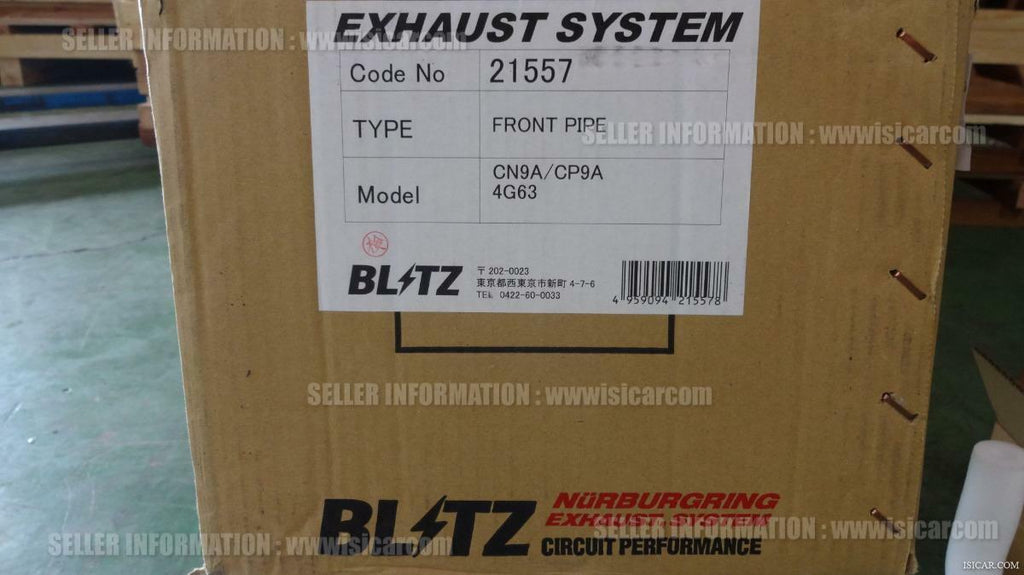 EXHAUST SYSTEM
SELLER INFORMATION : wwwisicarcom
Code No 21557
TYPE FRONT PIPE
SELLER INFORMATION : wwwisicarcom
Model CN9A/CP9A
4G63
検
BLITZ
〒202-0023
東京都西東京市新町4-7-6
TEL 0422-60-0033
4 959094 215578
SELLER INFORMATION : wwwisicarcom
BLITZ
NÜRBURGRING
EXHAUST SYSTEM
CIRCUIT PERFORMANCE
SELLER INFORMATION : wwwisicarcom
SELLER INFORMATION : wwwisicarcom
ISICAR.COM